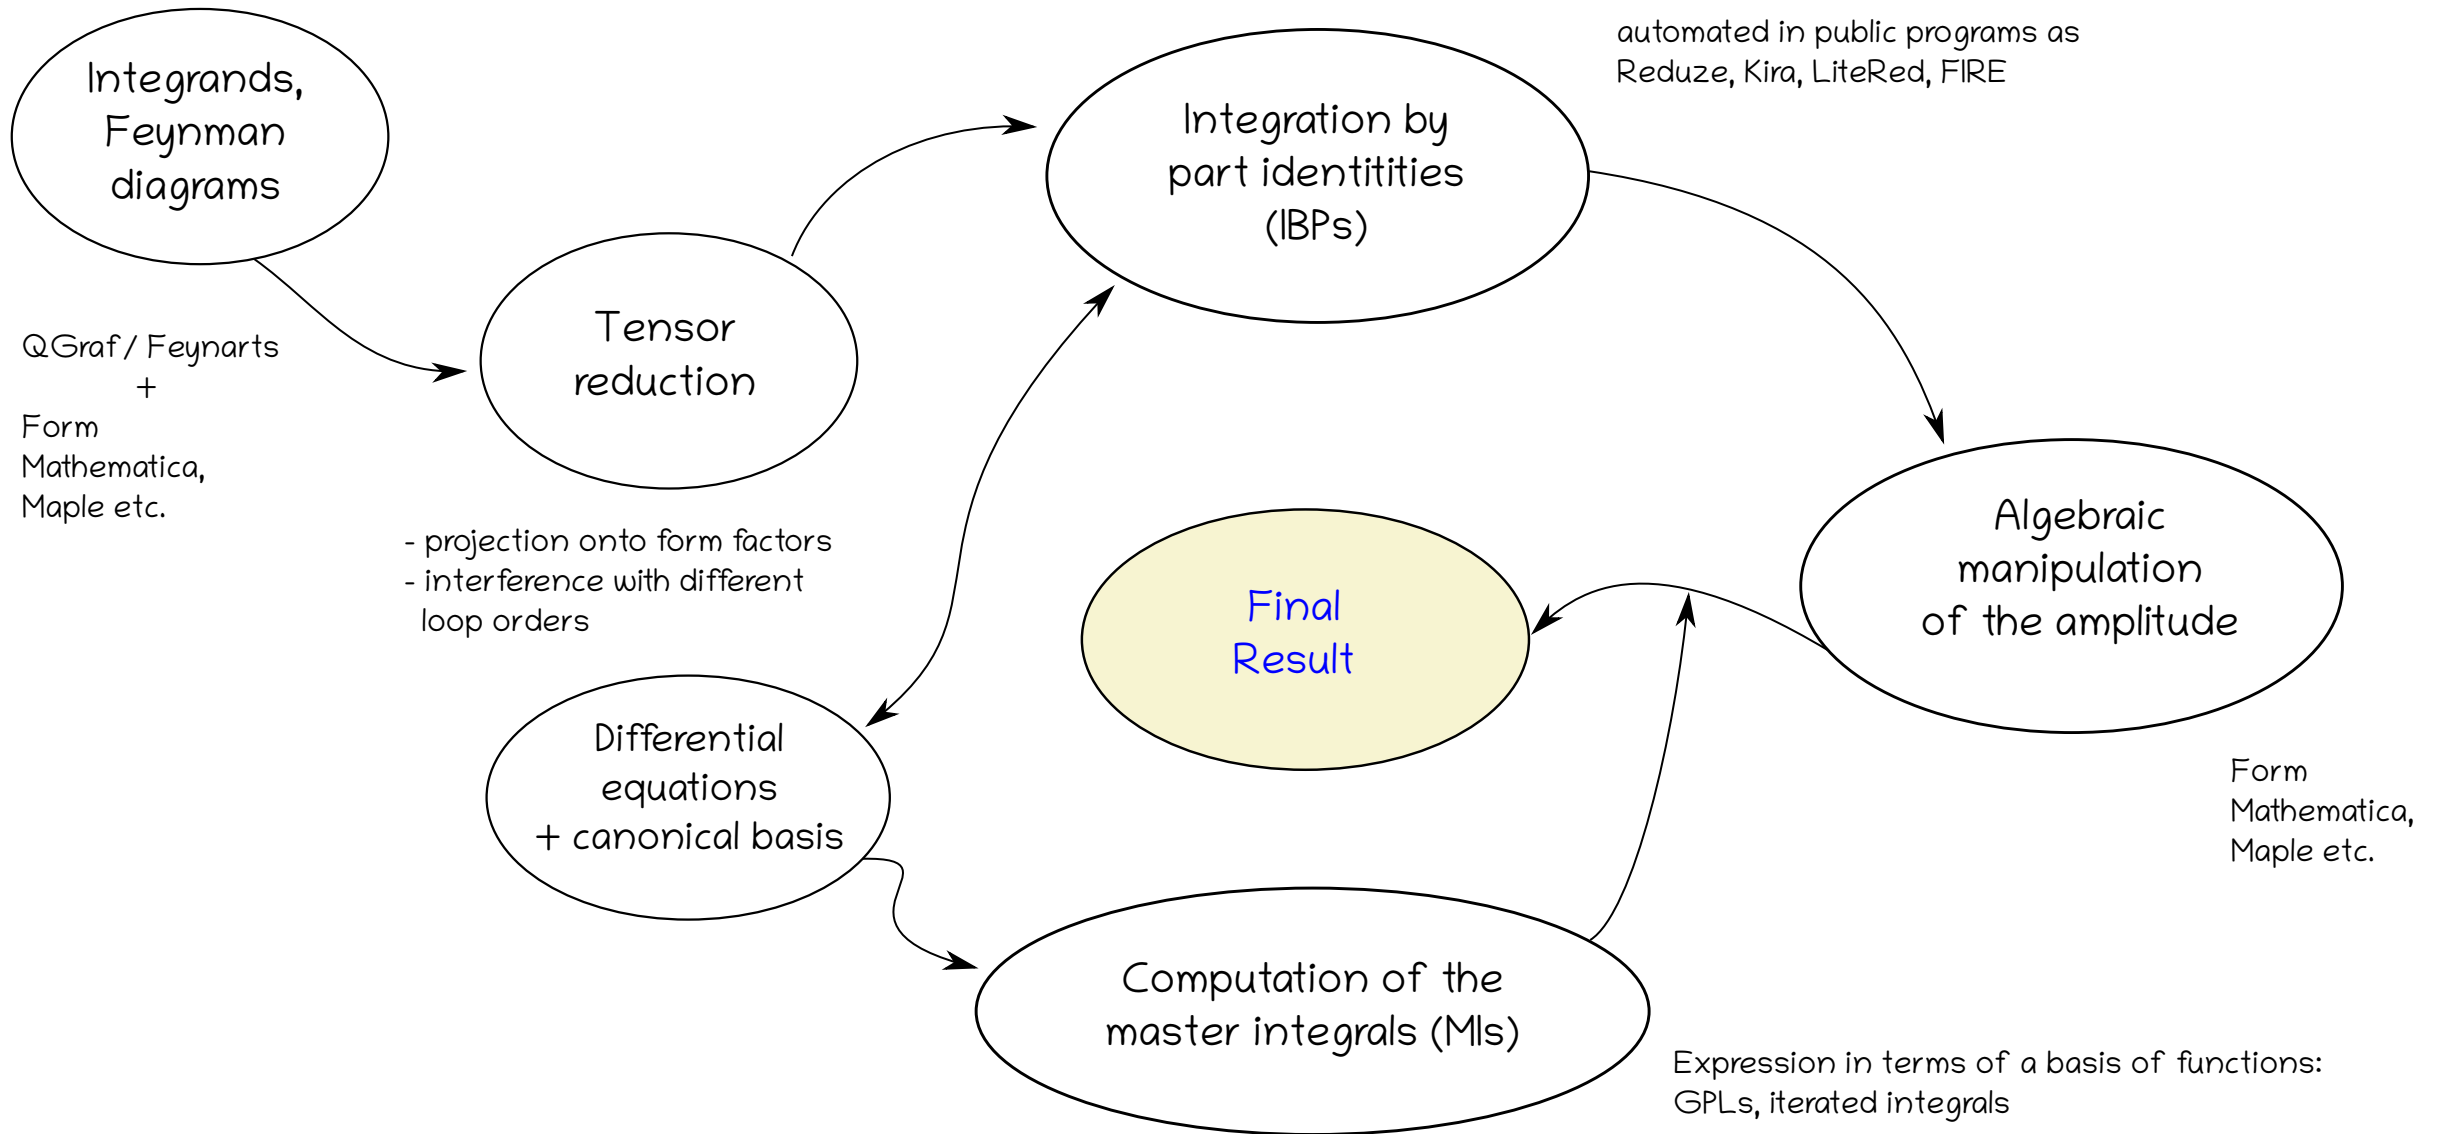 Integrands,
Feynman
diagrams
QGraf/ Feynarts
+
Form
Mathematica,
Maple etc.
Tensor
reduction
- projection onto form factors
- interference with different
loop orders
Integration by
part identitities
(IBPs)
automated in public programs as
Reduze, Kira, LiteRed, FIRE
Algebraic
manipulation
of the amplitude
Form
Mathematica,
Maple etc.
Final
Result
Differential
equations
+ canonical basis
Computation of the
master integrals (MIs)
Expression in terms of a basis of functions:
GPLs, iterated integrals